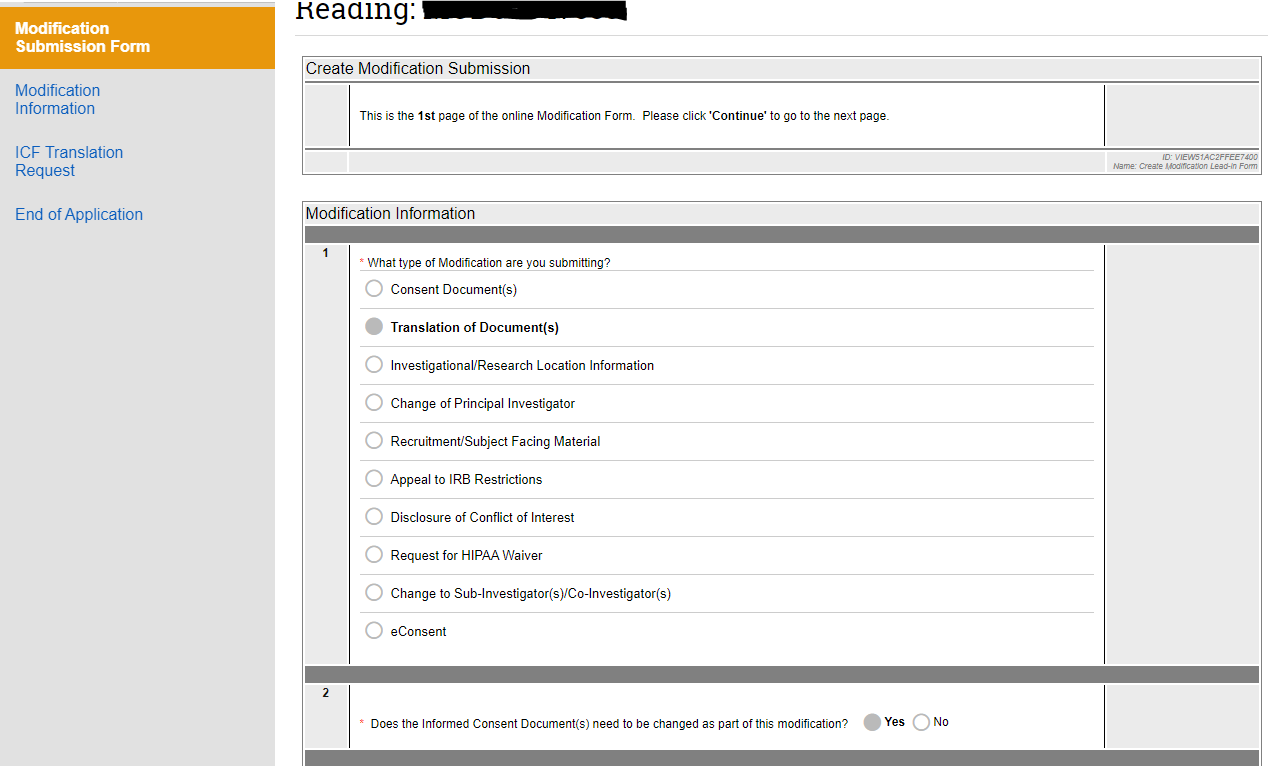 Reading:
Modification
Submission Form
Modification
Information
ICF Translation
Request
End of Application
Create Modification Submission
This is the 1st page of the online Modification Form. Please click 'Continue' to go to the next page.
ID: VIEW51AC2FFEE7400
Name: Create Modification Lead-In Form
Modification Information
1
* What type of Modification are you submitting?
Consent Document(s)
Translation of Document(s)
Investigational/Research Location Information
Change of Principal Investigator
Recruitment/Subject Facing Material
Appeal to IRB Restrictions
Disclosure of Conflict of Interest
Request for HIPAA Waiver
Change to Sub-Investigator(s)/Co-Investigator(s)
eConsent
2
* Does the Informed Consent Document(s) need to be changed as part of this modification? Yes No